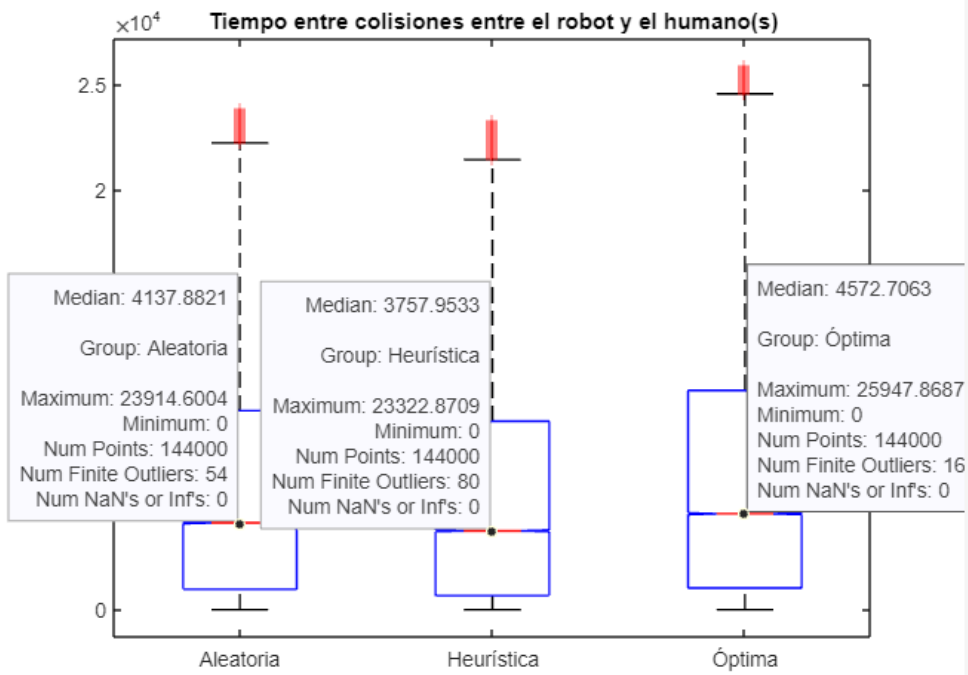 ×10⁴
Tiempo entre colisiones entre el robot y el humano(s)
2.5
2
0
Median: 4137.8821
Group: Aleatoria
Maximum: 23914.6004
Minimum: 0
Num Points: 144000
Num Finite Outliers: 54
Num NaN's or Inf's: 0
Median: 3757.9533
Group: Heurística
Maximum: 23322.8709
Minimum: 0
Num Points: 144000
Num Finite Outliers: 80
Num NaN's or Inf's: 0
Median: 4572.7063
Group: Óptima
Maximum: 25947.8687
Minimum: 0
Num Points: 144000
Num Finite Outliers: 16
Num NaN's or Inf's: 0
Aleatoria
Heurística
Óptima